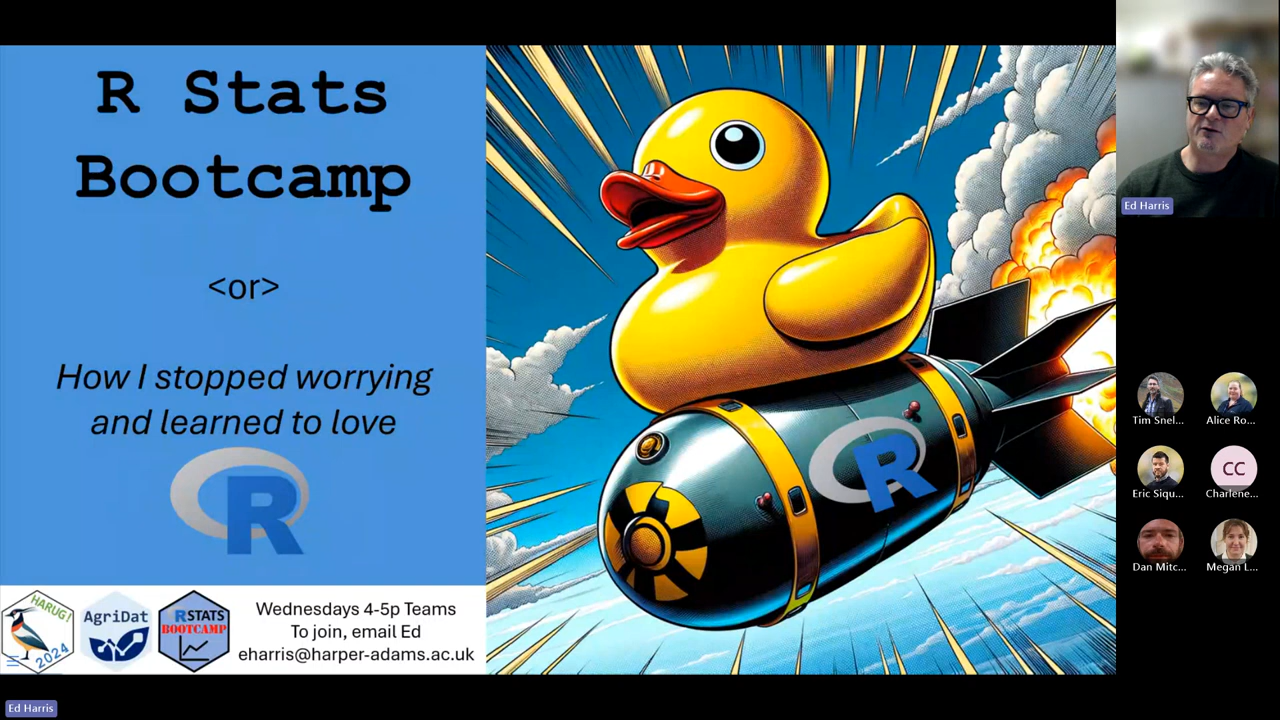 R Stats
Bootcamp
<or>
How I stopped worrying
and learned to love
R
HARUG!
2024
AgriDat
RSTATS
BOOTCAMP
Wednesdays 4-5p Teams
To join, email Ed
eharris@harper-adams.ac.uk
R
Ed Harris
Tim Snel...
Alice Ro...
Eric Siqu...
CC
Charlene...
Dan Mitc...
Megan L...
Ed Harris